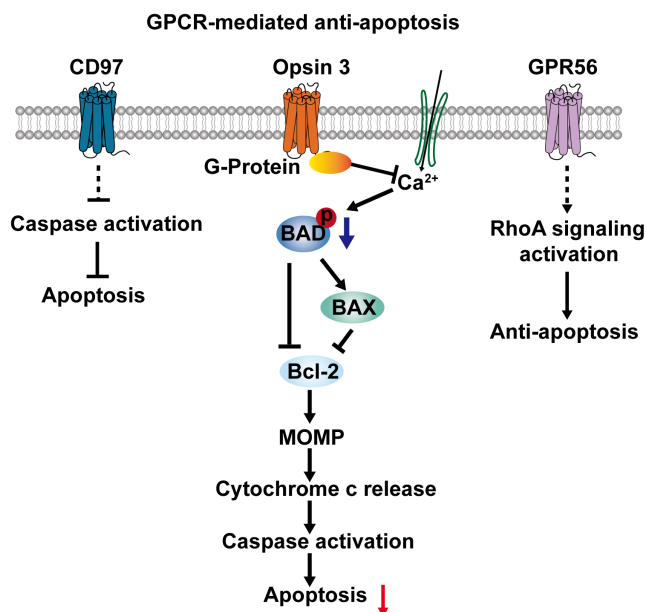 GPCR-mediated anti-apoptosis
CD97
Opsin 3
GPR56
G-Protein
Ca²⁺
Caspase activation
Apoptosis
p
BAD
BAX
Bcl-2
MOMP
Cytochrome c release
Caspase activation
Apoptosis
RhoA signaling
activation
Anti-apoptosis